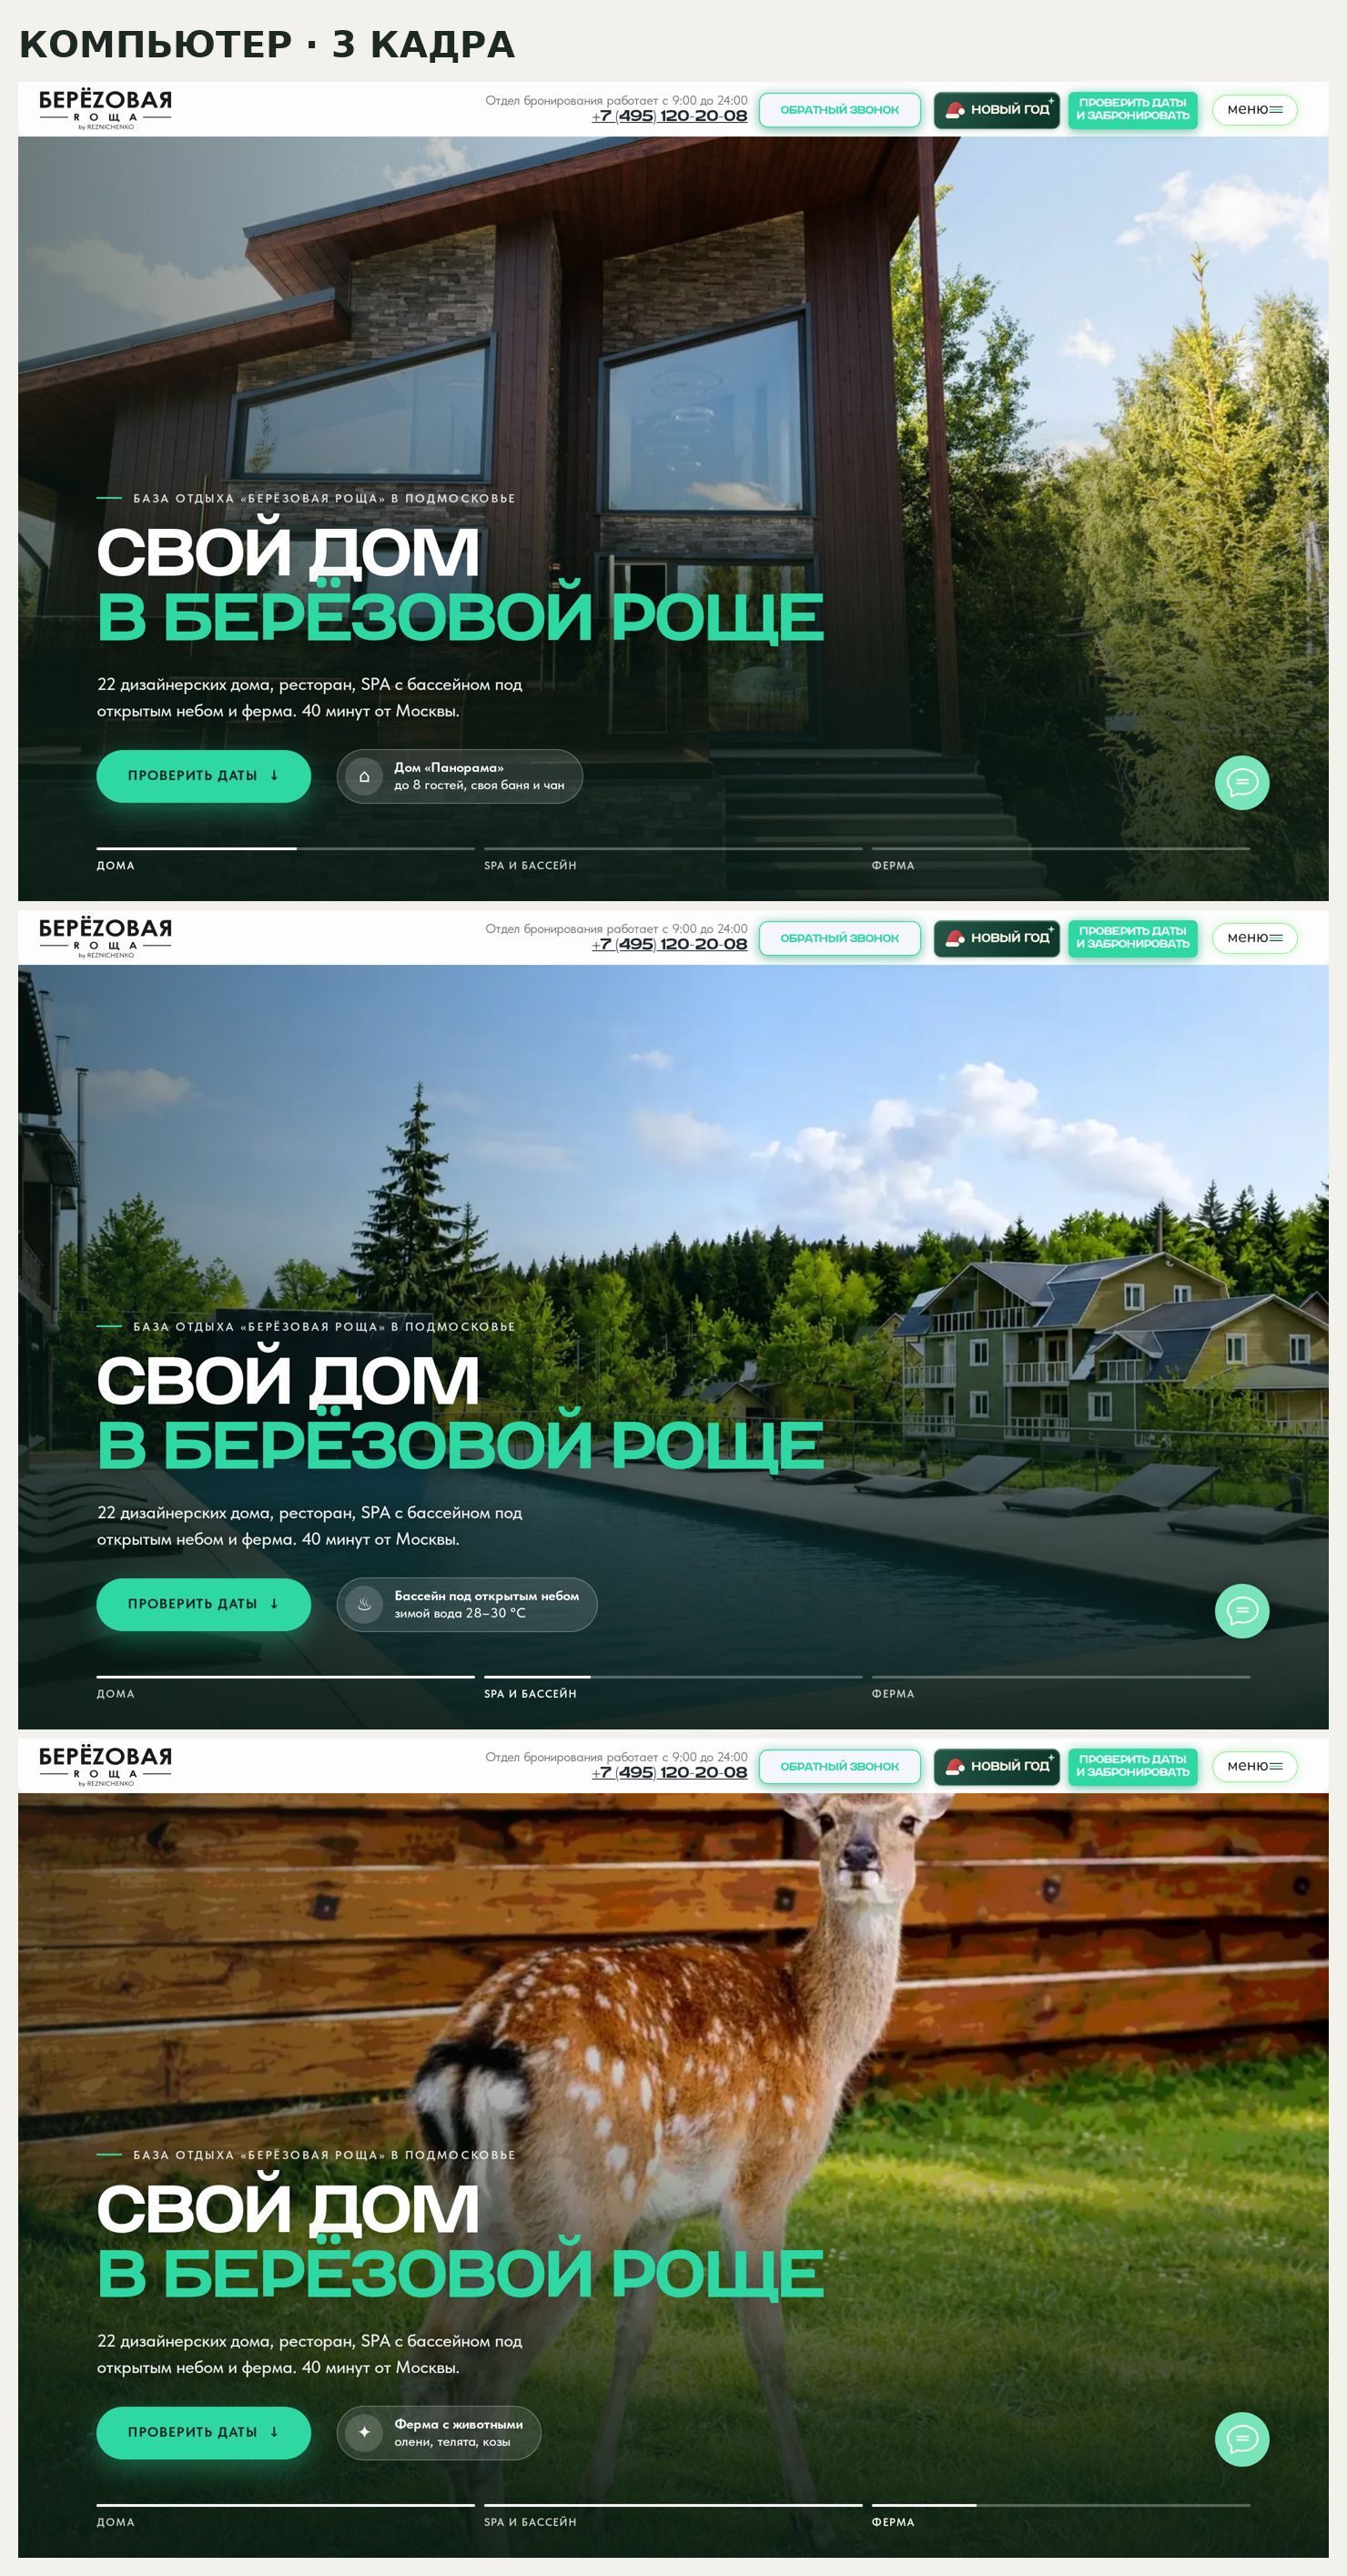 КОМПЬЮТЕР · 3 КАДРА
БЕРЁZОВАЯ
RОЩА
by REZNICHENKO
Отдел бронирования работает с 9:00 до 24:00
+7 (495) 120-20-08
ОБРАТНЫЙ ЗВОНОК
НОВЫЙ ГОД
ПРОВЕРИТЬ ДАТЫ
И ЗАБРОНИРОВАТЬ
меню
БАЗА ОТДЫХА «БЕРЁЗОВАЯ РОЩА» В ПОДМОСКОВЬЕ
СВОЙ ДОМ
В БЕРЁЗОВОЙ РОЩЕ
22 дизайнерских дома, ресторан, SPA с бассейном под
открытым небом и ферма. 40 минут от Москвы.
ПРОВЕРИТЬ ДАТЫ ↓
Дом «Панорама»
до 8 гостей, своя баня и чан
ДОМА
SPA И БАССЕЙН
ФЕРМА
БЕРЁZОВАЯ
RОЩА
by REZNICHENKO
Отдел бронирования работает с 9:00 до 24:00
+7 (495) 120-20-08
ОБРАТНЫЙ ЗВОНОК
НОВЫЙ ГОД
ПРОВЕРИТЬ ДАТЫ
И ЗАБРОНИРОВАТЬ
меню
БАЗА ОТДЫХА «БЕРЁЗОВАЯ РОЩА» В ПОДМОСКОВЬЕ
СВОЙ ДОМ
В БЕРЁЗОВОЙ РОЩЕ
22 дизайнерских дома, ресторан, SPA с бассейном под
открытым небом и ферма. 40 минут от Москвы.
ПРОВЕРИТЬ ДАТЫ ↓
Бассейн под открытым небом
зимой вода 28–30 °C
ДОМА
SPA И БАССЕЙН
ФЕРМА
БЕРЁZОВАЯ
RОЩА
by REZNICHENKO
Отдел бронирования работает с 9:00 до 24:00
+7 (495) 120-20-08
ОБРАТНЫЙ ЗВОНОК
НОВЫЙ ГОД
ПРОВЕРИТЬ ДАТЫ
И ЗАБРОНИРОВАТЬ
меню
БАЗА ОТДЫХА «БЕРЁЗОВАЯ РОЩА» В ПОДМОСКОВЬЕ
СВОЙ ДОМ
В БЕРЁЗОВОЙ РОЩЕ
22 дизайнерских дома, ресторан, SPA с бассейном под
открытым небом и ферма. 40 минут от Москвы.
ПРОВЕРИТЬ ДАТЫ ↓
Ферма с животными
олени, телята, козы
ДОМА
SPA И БАССЕЙН
ФЕРМА